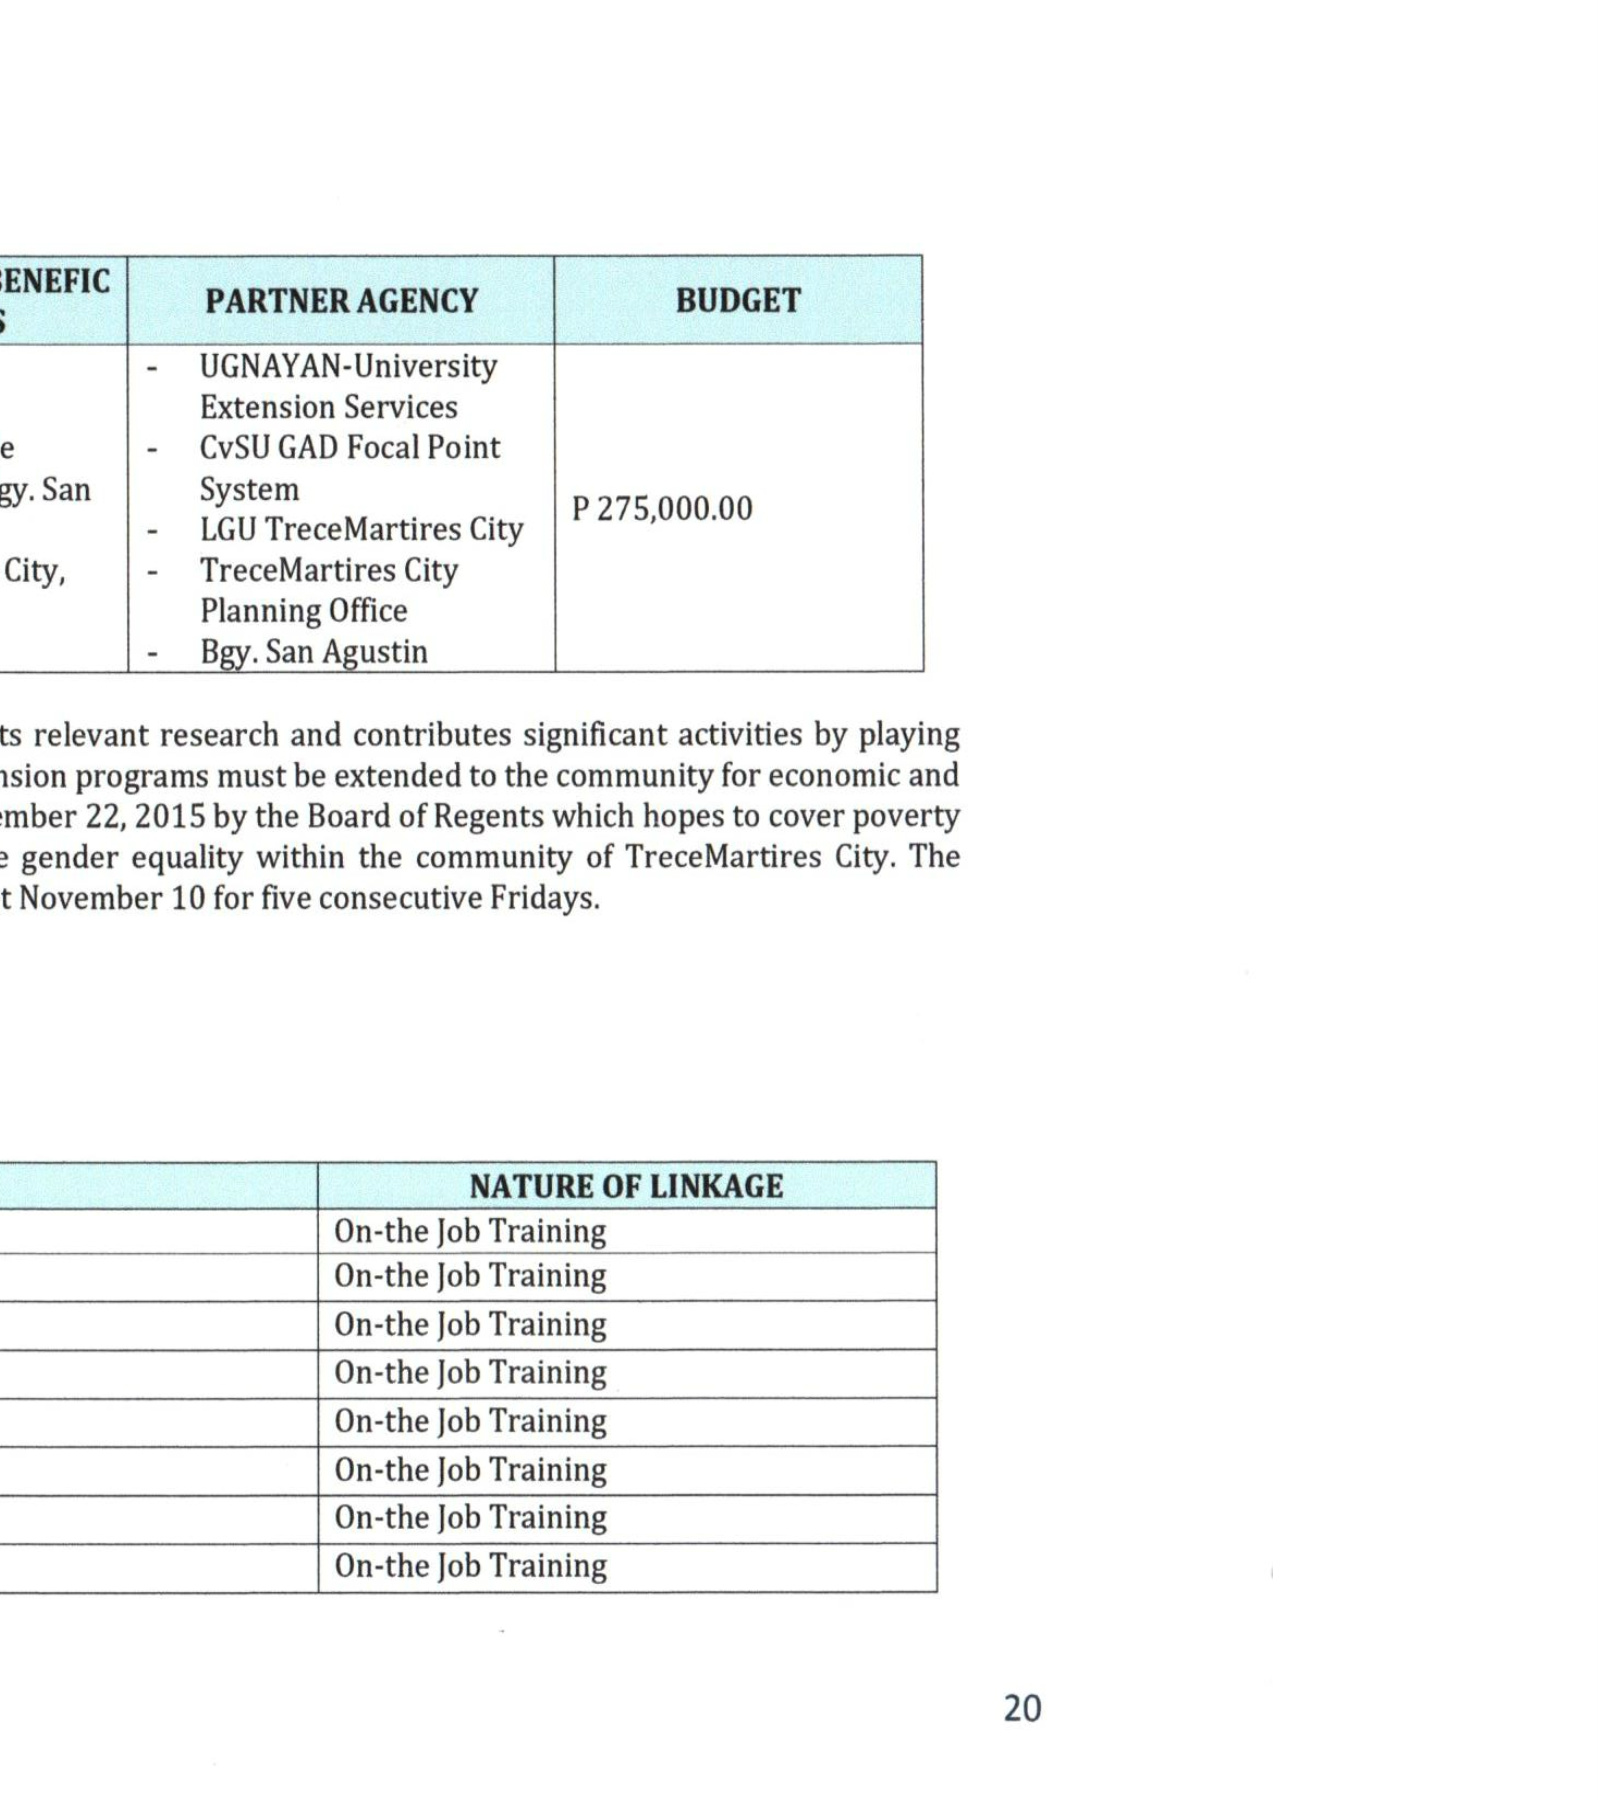 BENEFIC
S
PARTNER AGENCY
BUDGET
e
gy. San
City,
- UGNAYAN-University
Extension Services
- CvSU GAD Focal Point
System
- LGU TreceMartires City
- TreceMartires City
Planning Office
- Bgy. San Agustin
P 275,000.00
ts relevant research and contributes significant activities by playing
nsion programs must be extended to the community for economic and
ember 22, 2015 by the Board of Regents which hopes to cover poverty
e gender equality within the community of TreceMartires City. The
t November 10 for five consecutive Fridays.
NATURE OF LINKAGE
On-the Job Training
On-the Job Training
On-the Job Training
On-the Job Training
On-the Job Training
On-the Job Training
On-the Job Training
On-the Job Training
20